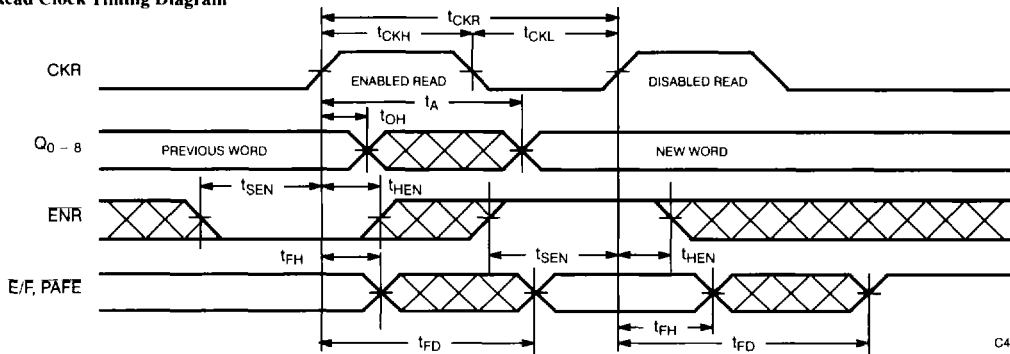 Read Clock Timing Diagram
tCKR
tCKH tCKL
CKR ENABLED READ DISABLED READ
tA
tOH
Q0 – 8 PREVIOUS WORD NEW WORD
tSEN tHEN
ENR
tFH tSEN tHEN
E/F, PAFE
tFH
tFD tFD
C4